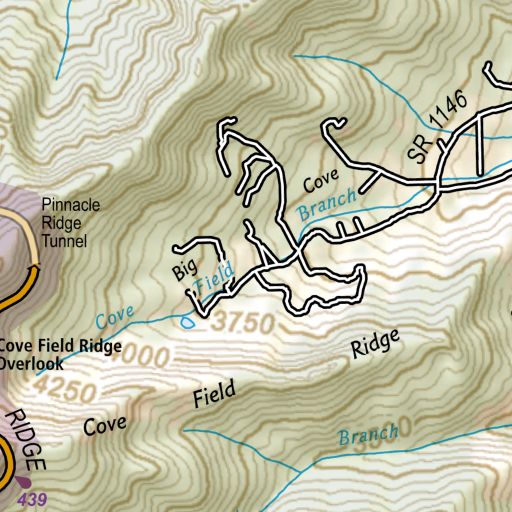 SR 1146
Cove
Branch
Pinnacle
Ridge
Tunnel
Big
Field
Cove
3750
Cove Field Ridge
Overlook
4000
Ridge
4250
Field
Cove
RIDGE
Branch
439